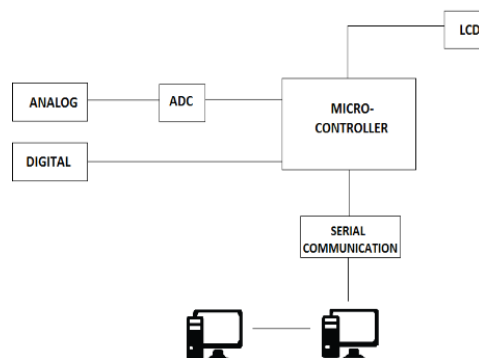 LCD
ANALOG
ADC
MICRO-
CONTROLLER
DIGITAL
SERIAL
COMMUNICATION